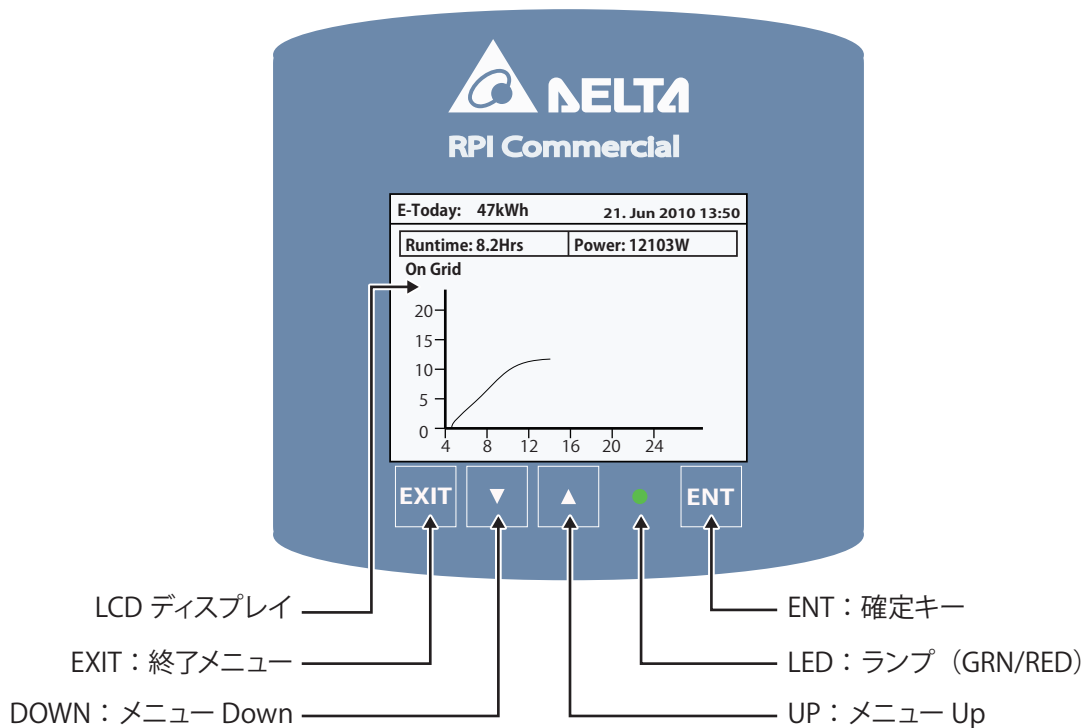 DELTA
RPI Commercial
E-Today: 47kWh 21. Jun 2010 13:50
Runtime: 8.2Hrs Power: 12103W
On Grid
20
15
10
5
0
4 8 12 16 20 24
EXIT ▼ ▲ ENT
LCD ディスプレイ
EXIT：終了メニュー
DOWN：メニュー Down
ENT：確定キー
LED：ランプ（GRN/RED）
UP：メニュー Up